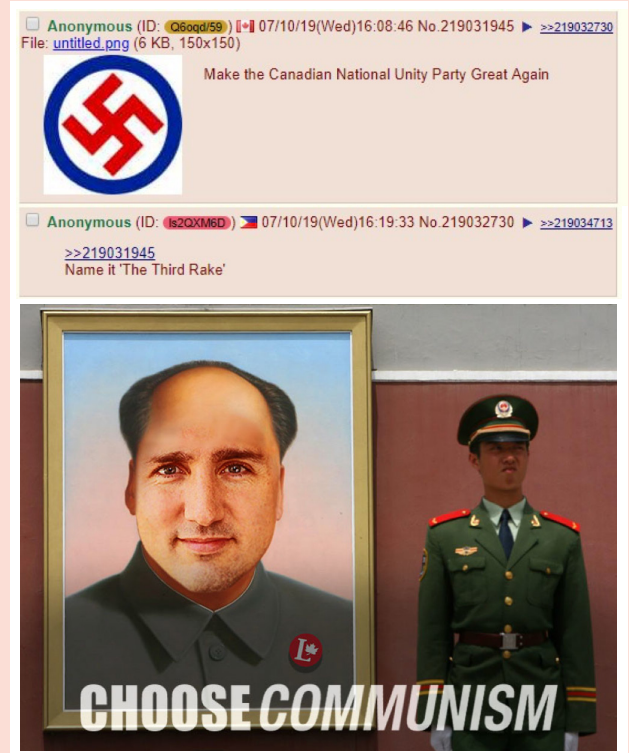 Anonymous (ID: Q6oqd/59) 07/10/19(Wed)16:08:46 No.219031945 ▶ >>219032730
File: untitled.png (6 KB, 150x150)
Make the Canadian National Unity Party Great Again
Anonymous (ID: Is2QXM6D) 07/10/19(Wed)16:19:33 No.219032730 ▶ >>219034713
>>219031945
Name it 'The Third Rake'
L
CHOOSE COMMUNISM